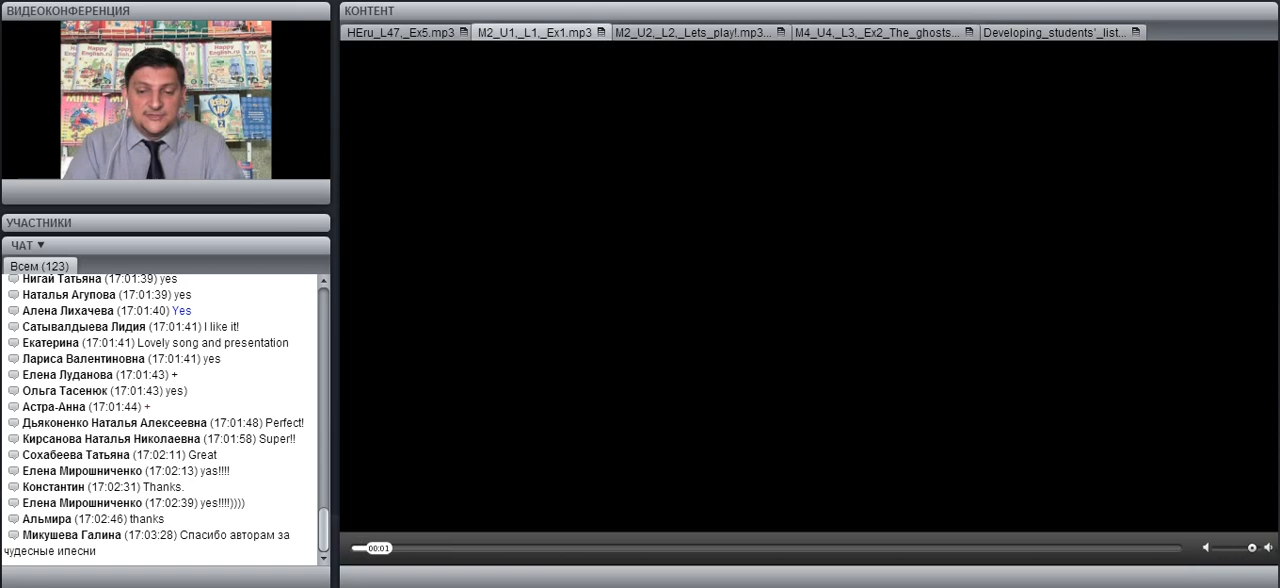 ВИДЕОКОНФЕРЕНЦИЯ
Happy English.ru
MILLIE
2
УЧАСТНИКИ
ЧАТ
Всем (123)
Нигай Татьяна (17:01:39) yes
Наталья Агупова (17:01:39) yes
Алена Лихачева (17:01:40) Yes
Сатывалдыева Лидия (17:01:41) I like it!
Екатерина (17:01:41) Lovely song and presentation
Лариса Валентиновна (17:01:41) yes
Елена Луданова (17:01:43) +
Ольга Тасенюк (17:01:43) yes)
Астра-Анна (17:01:44) +
Дьяконенко Наталья Алексеевна (17:01:48) Perfect!
Кирсанова Наталья Николаевна (17:01:58) Super!!
Сохабеева Татьяна (17:02:11) Great
Елена Мирошниченко (17:02:13) yas!!!!
Константин (17:02:31) Thanks.
Елена Мирошниченко (17:02:39) yes!!!!))))
Альмира (17:02:46) thanks
Микушева Галина (17:03:28) Спасибо авторам за
чудесные ипесни
КОНТЕНТ
HEru_L47,_Ex5.mp3
M2_U1,_L1,_Ex1.mp3
M2_U2,_L2,_Lets_play!.mp3...
M4_U4,_L3,_Ex2_The_ghosts...
Developing_students'_list...
00:01